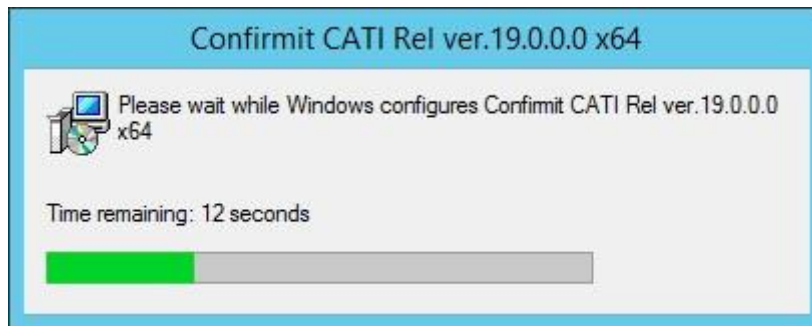 Confirmit CATI Rel ver.19.0.0.0 x64
Please wait while Windows configures Confirmit CATI Rel ver.19.0.0.0
x64
Time remaining: 12 seconds